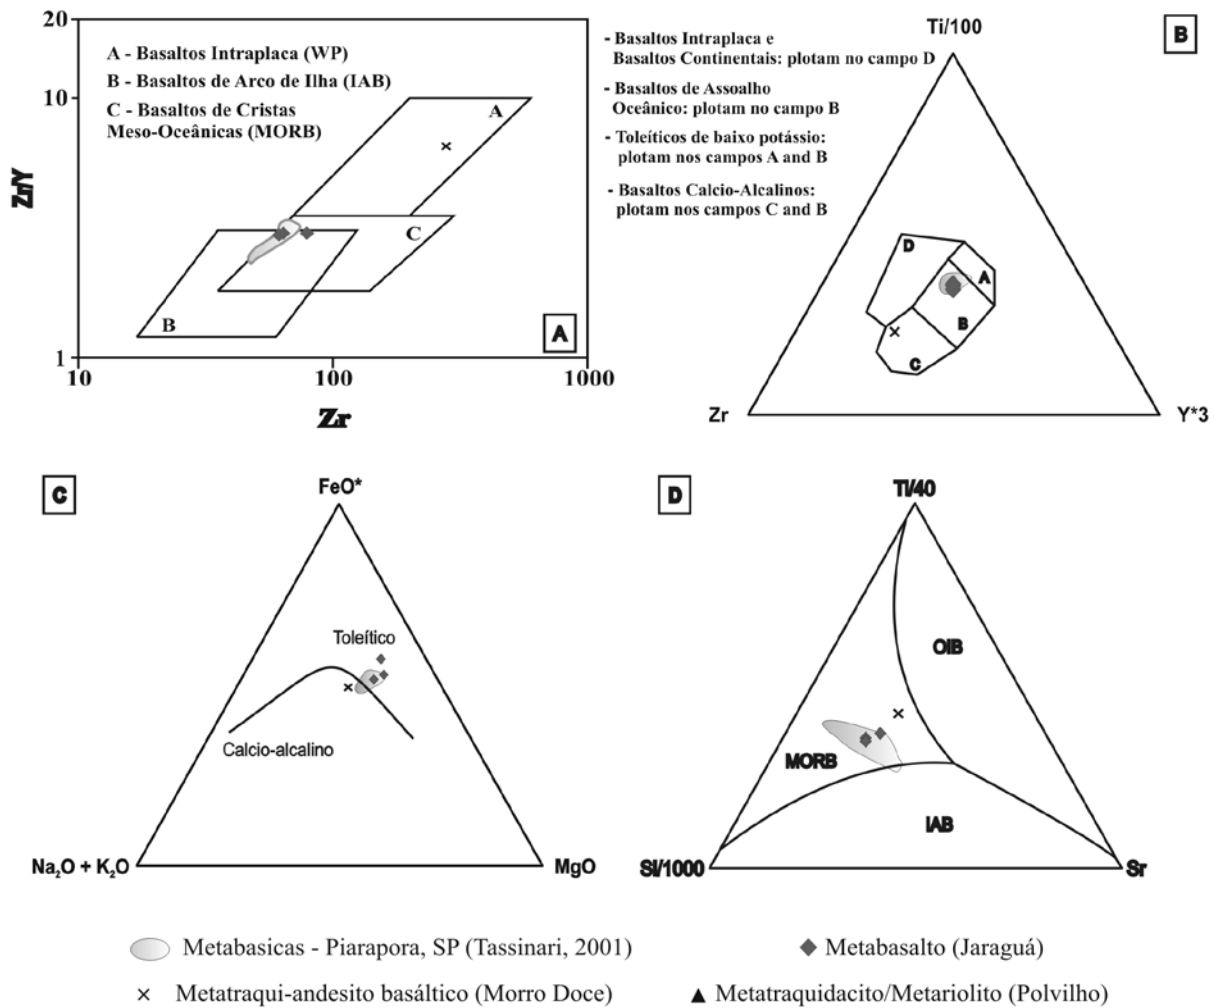 20
10
1
Zr/Y
A - Basaltos Intraplaca (WP)
B - Basaltos de Arco de Ilha (IAB)
C - Basaltos de Cristas
Meso-Oceânicas (MORB)
A
C
B
A
10
100
1000
Zr
- Basaltos Intraplaca e
Basaltos Continentais: plotam no campo D
- Basaltos de Assoalho
Oceânico: plotam no campo B
- Toleíticos de baixo potássio:
plotam nos campos A and B
- Basaltos Calcio-Alcalinos:
plotam nos campos C and B
B
Ti/100
D
A
B
C
Zr
Y*3
C
FeO*
Toleítico
Calcio-alcalino
Na₂O + K₂O
MgO
D
Ti/40
OIB
MORB
IAB
Si/1000
Sr
Metabasicas - Piarapora, SP (Tassinari, 2001)
Metabasalto (Jaraguá)
Metatraqui-andesito basáltico (Morro Doce)
Metatraquidacito/Metariolito (Polvilho)